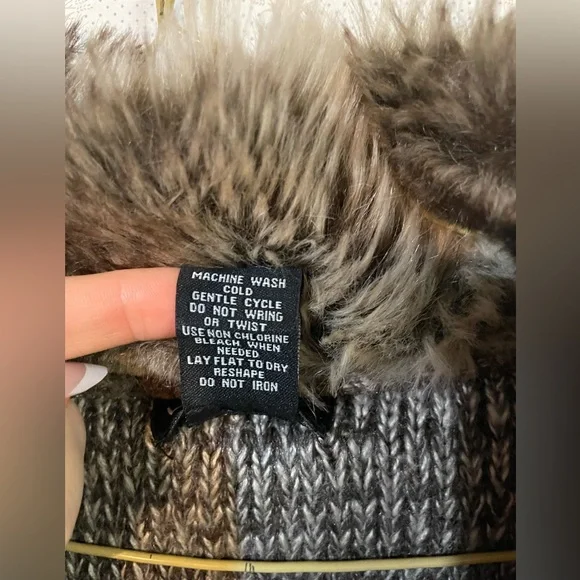 MACHINE WASH
COLD
GENTLE CYCLE
DO NOT WRING
OR TWIST
USE NON CHLORINE
BLEACH, WHEN
NEEDED
LAY FLAT TO DRY
RESHAPE
DO NOT IRON